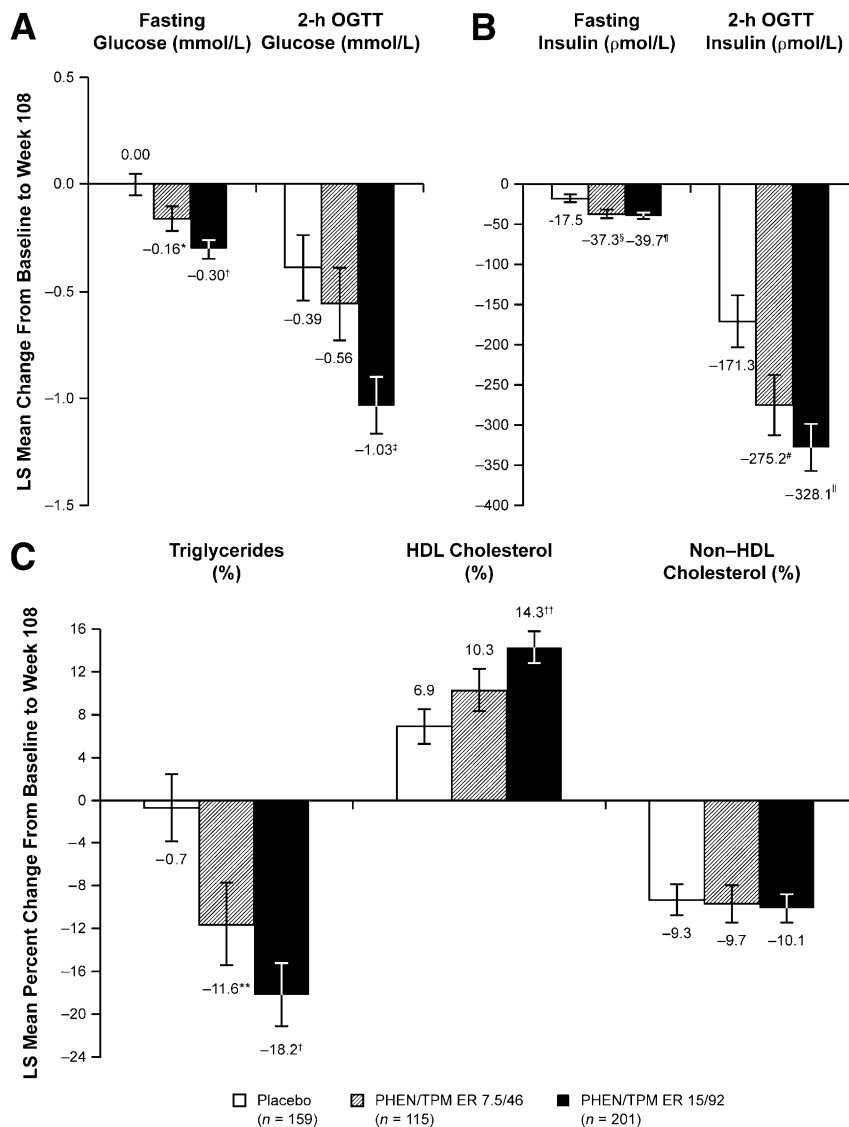 A
Fasting
Glucose (mmol/L)
2-h OGTT
Glucose (mmol/L)
LS Mean Change From Baseline to Week 108
0.5
0.0
–0.5
–1.0
–1.5
0.00
–0.16*
–0.30†
–0.39
–0.56
–1.03‡
B
Fasting
Insulin (ρmol/L)
2-h OGTT
Insulin (ρmol/L)
0
–50
–100
–150
–200
–250
–300
–350
–400
-17.5
–37.3§
–39.7¶
–171.3
–275.2#
–328.1||
C
Triglycerides
(%)
HDL Cholesterol
(%)
Non–HDL
Cholesterol (%)
LS Mean Percent Change From Baseline to Week 108
16
12
8
4
0
–4
–8
–12
–16
–20
–24
–0.7
–11.6**
–18.2†
6.9
10.3
14.3††
–9.3
–9.7
–10.1
Placebo
(n = 159)
PHEN/TPM ER 7.5/46
(n = 115)
PHEN/TPM ER 15/92
(n = 201)